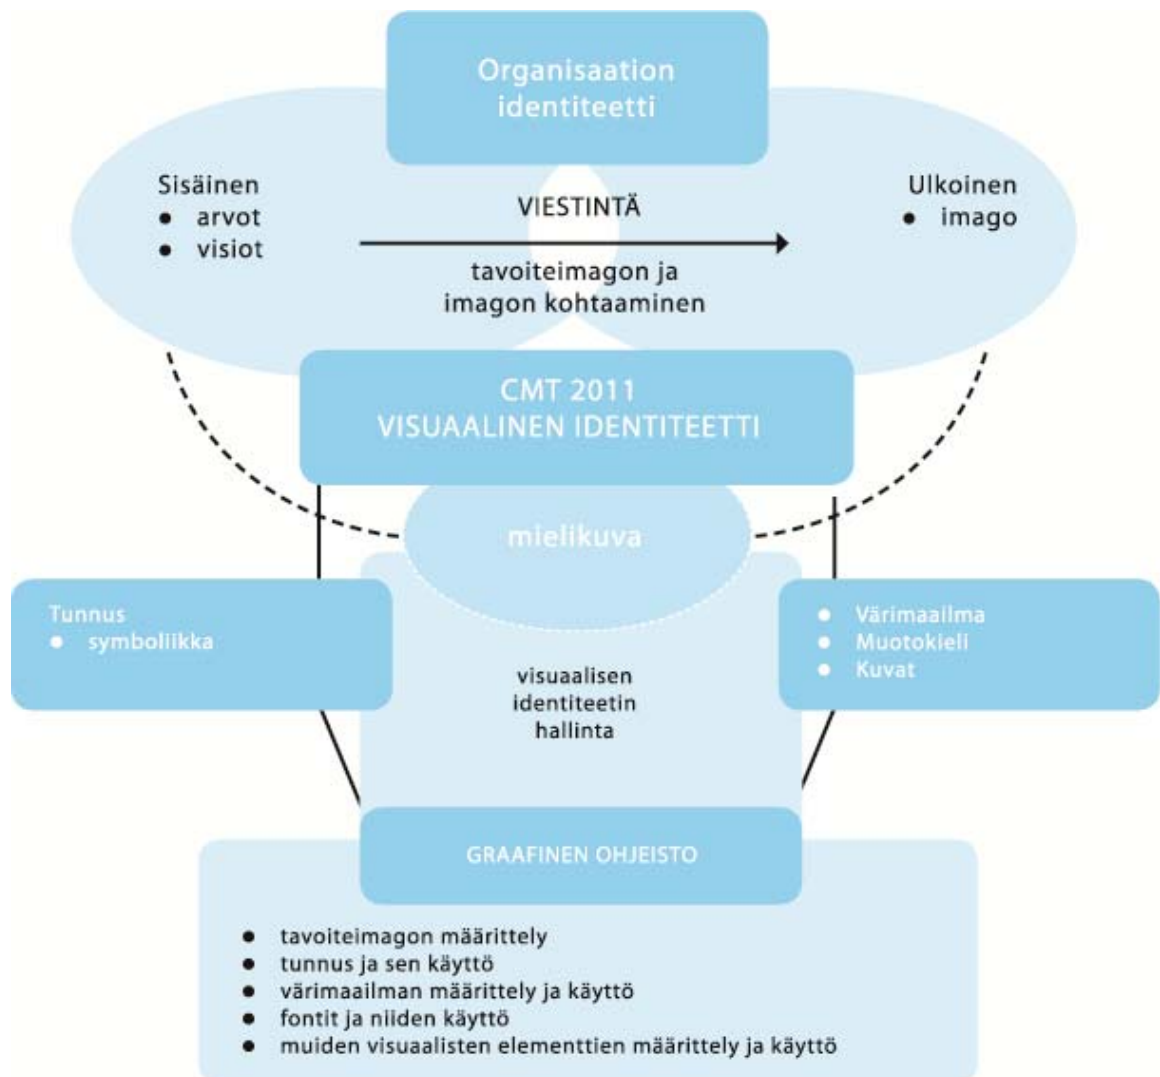 Organisaation
identiteetti
Sisäinen
● arvot
● visiot
VIESTINTÄ
tavoiteimagon ja
imagon kohtaaminen
Ulkoinen
● imago
CMT 2011
VISUAALINEN IDENTITEETTI
mielikuva
Tunnus
● symboliikka
● Värimaailma
● Muotokieli
● Kuvat
visuaalisen
identiteetin
hallinta
GRAAFINEN OHJEISTO
● tavoiteimagon määrittely
● tunnus ja sen käyttö
● värimaailman määrittely ja käyttö
● fontit ja niiden käyttö
● muiden visuaalisten elementtien määrittely ja käyttö